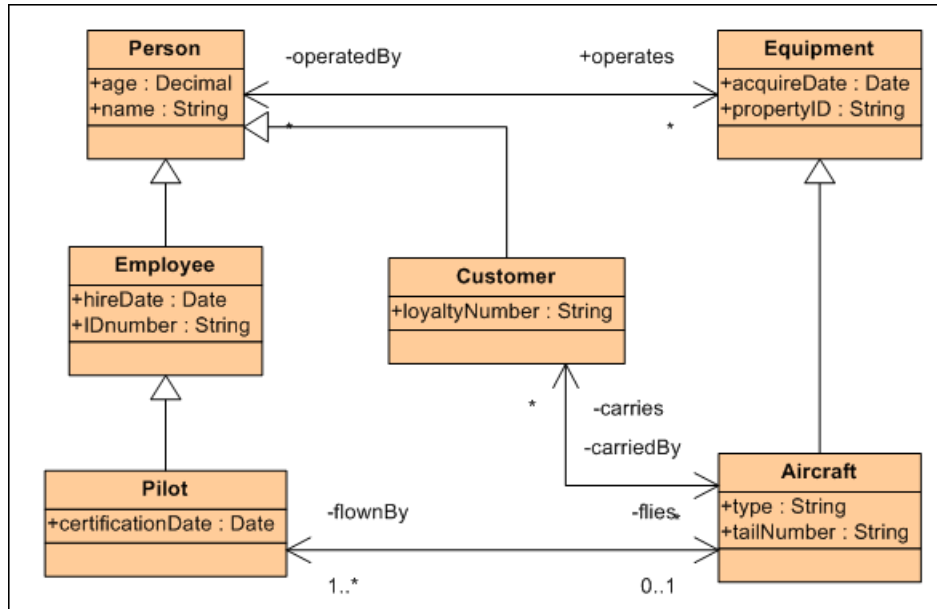 Person
+age : Decimal
+name : String
-operatedBy
+operates
*
*
Equipment
+acquireDate : Date
+propertyID : String
Employee
+hireDate : Date
+IDnumber : String
Customer
+loyaltyNumber : String
*
-carries
-carriedBy
Pilot
+certificationDate : Date
-flownBy
-flies
*
1..*
0..1
Aircraft
+type : String
+tailNumber : String